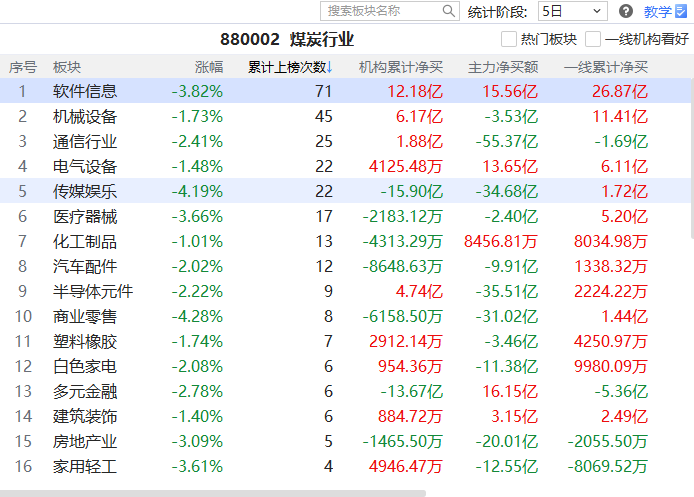 搜索板块名称 统计阶段: 5日 教学
880002 煤炭行业 热门板块 一线机构看好
序号 板块 涨幅 累计上榜次数↓ 机构累计净买 主力净买额 一线累计净买
1 软件信息 -3.82% 71 12.18亿 15.56亿 26.87亿
2 机械设备 -1.73% 45 6.17亿 -3.53亿 11.41亿
3 通信行业 -2.41% 25 1.88亿 -55.37亿 -1.69亿
4 电气设备 -1.48% 22 4125.48万 13.65亿 6.11亿
5 传媒娱乐 -4.19% 22 -15.90亿 -34.68亿 1.72亿
6 医疗器械 -3.66% 17 -2183.12万 -2.40亿 5.20亿
7 化工制品 -1.01% 13 -4313.29万 8456.81万 8034.98万
8 汽车配件 -2.02% 12 -8648.63万 -9.91亿 1338.32万
9 半导体元件 -2.22% 9 4.74亿 -35.51亿 2224.22万
10 商业零售 -4.28% 8 -6158.50万 -31.02亿 1.44亿
11 塑料橡胶 -1.74% 7 2912.14万 -3.46亿 4250.97万
12 白色家电 -2.08% 6 954.36万 -11.38亿 9980.09万
13 多元金融 -2.78% 6 -13.67亿 16.15亿 -5.36亿
14 建筑装饰 -1.40% 6 884.72万 3.15亿 2.49亿
15 房地产业 -3.09% 5 -1465.50万 -20.01亿 -2055.50万
16 家用轻工 -3.61% 4 4946.47万 -12.55亿 -8069.52万